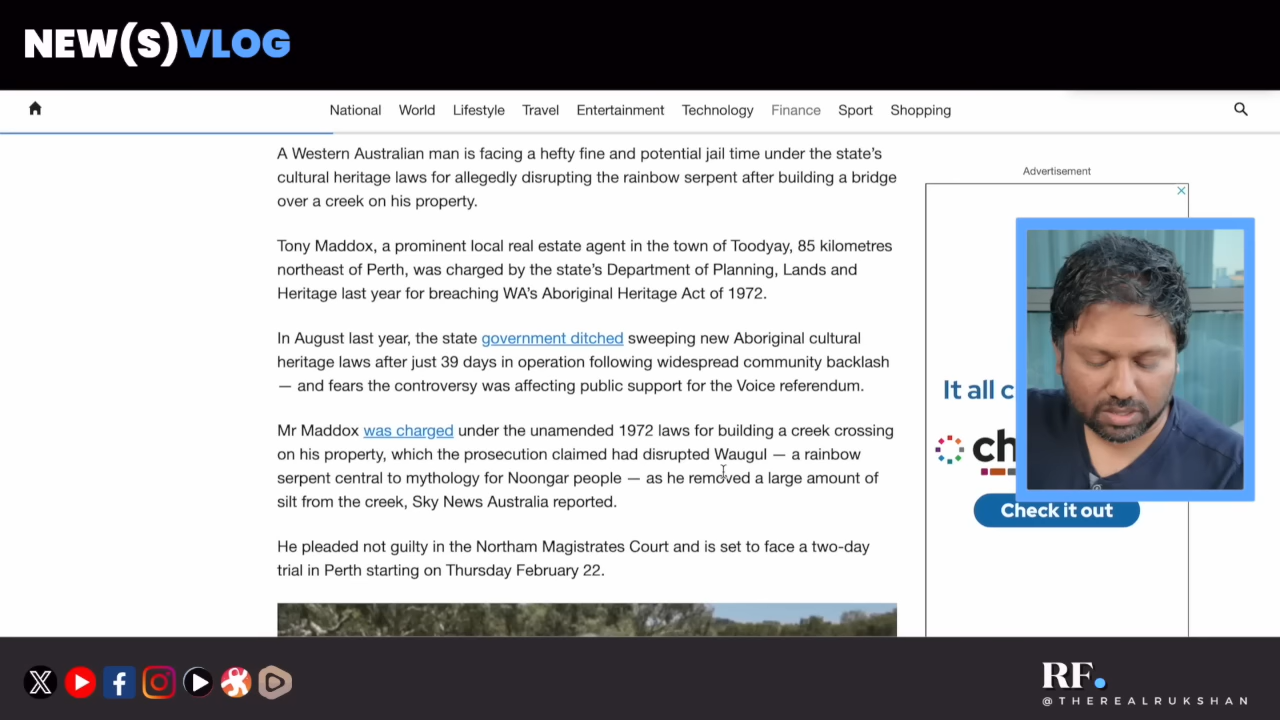 NEW(S)VLOG
National World Lifestyle Travel Entertainment Technology Finance Sport Shopping
A Western Australian man is facing a hefty fine and potential jail time under the state’s
cultural heritage laws for allegedly disrupting the rainbow serpent after building a bridge
over a creek on his property.
Tony Maddox, a prominent local real estate agent in the town of Toodyay, 85 kilometres
northeast of Perth, was charged by the state’s Department of Planning, Lands and
Heritage last year for breaching WA’s Aboriginal Heritage Act of 1972.
In August last year, the state government ditched sweeping new Aboriginal cultural
heritage laws after just 39 days in operation following widespread community backlash
— and fears the controversy was affecting public support for the Voice referendum.
Mr Maddox was charged under the unamended 1972 laws for building a creek crossing
on his property, which the prosecution claimed had disrupted Waugul — a rainbow
serpent central to mythology for Noongar people — as he removed a large amount of
silt from the creek, Sky News Australia reported.
He pleaded not guilty in the Northam Magistrates Court and is set to face a two-day
trial in Perth starting on Thursday February 22.
Advertisement
It all c
ch
Check it out
RF.
@THEREALRUKSHAN